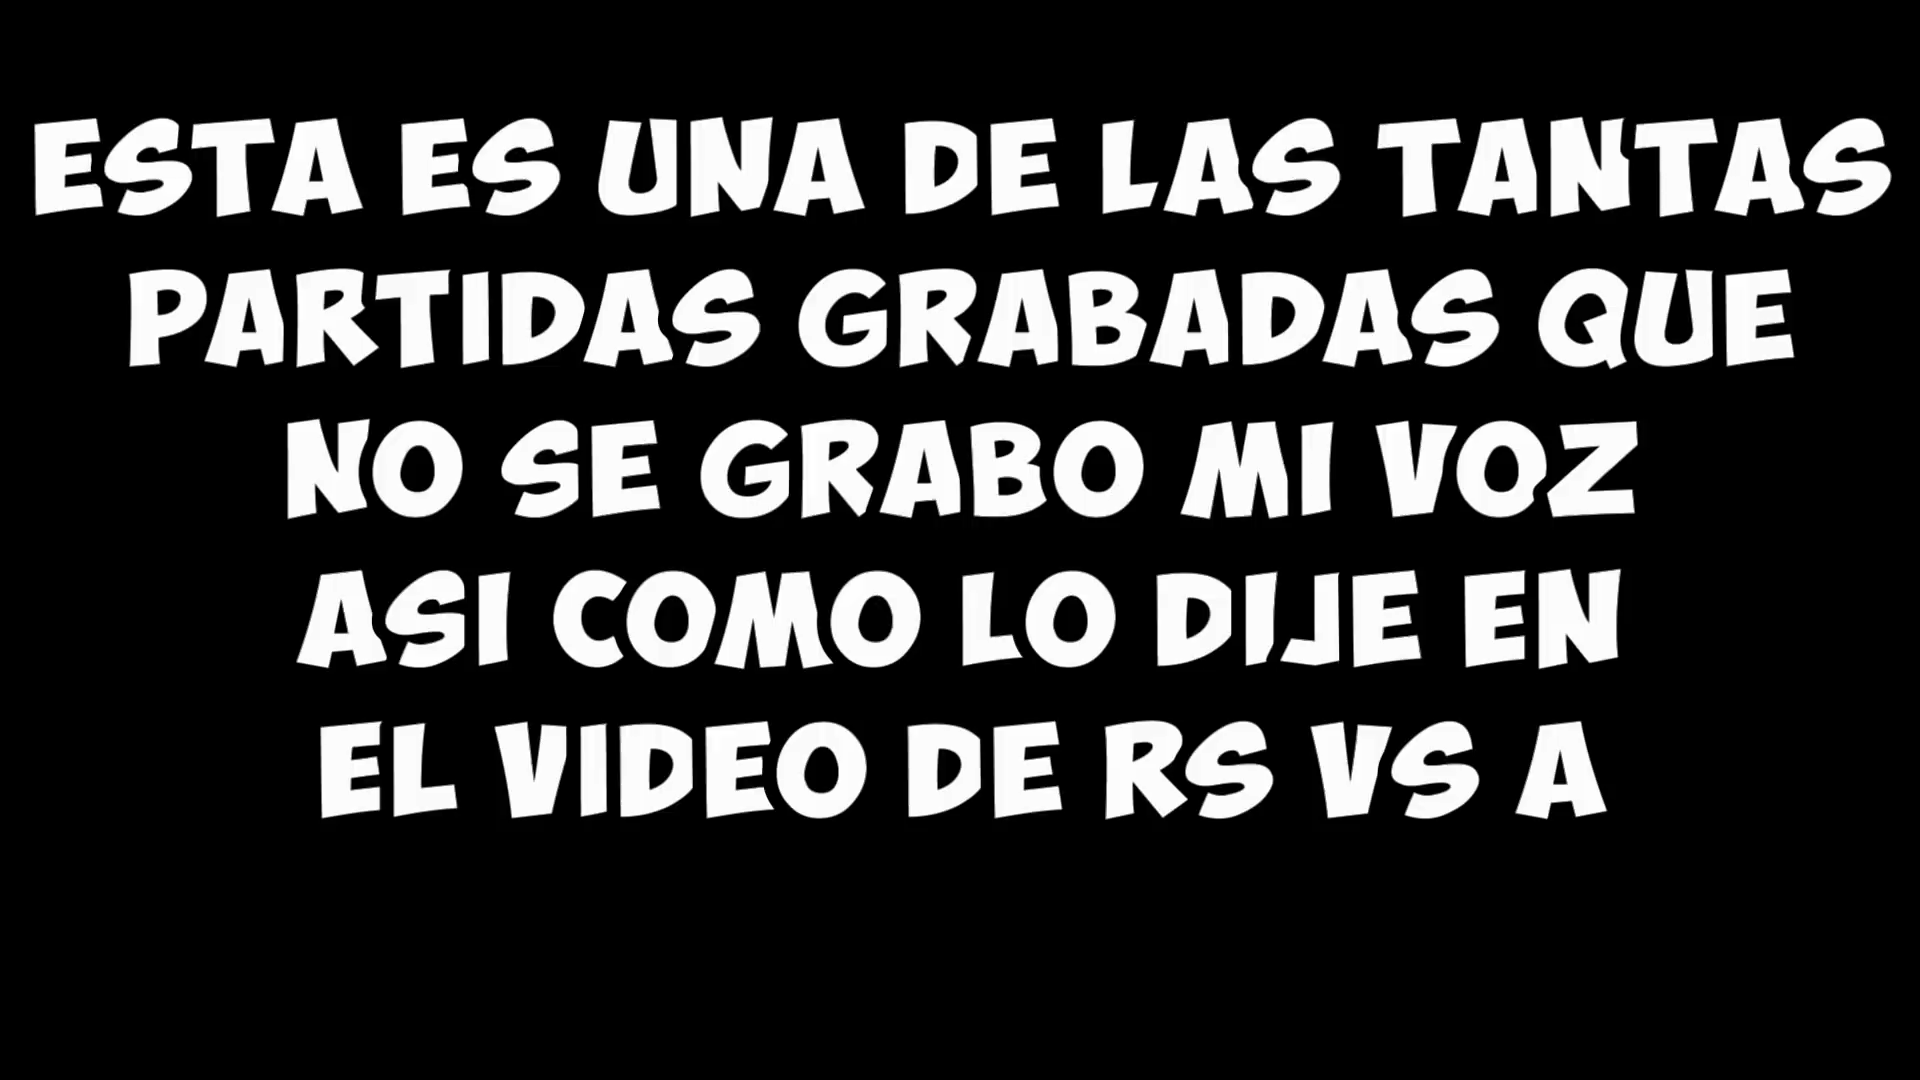 ESTA ES UNA DE LAS TANTAS
PARTIDAS GRABADAS QUE
NO SE GRABO MI VOZ
ASI COMO LO DIJE EN
EL VIDEO DE RS VS A